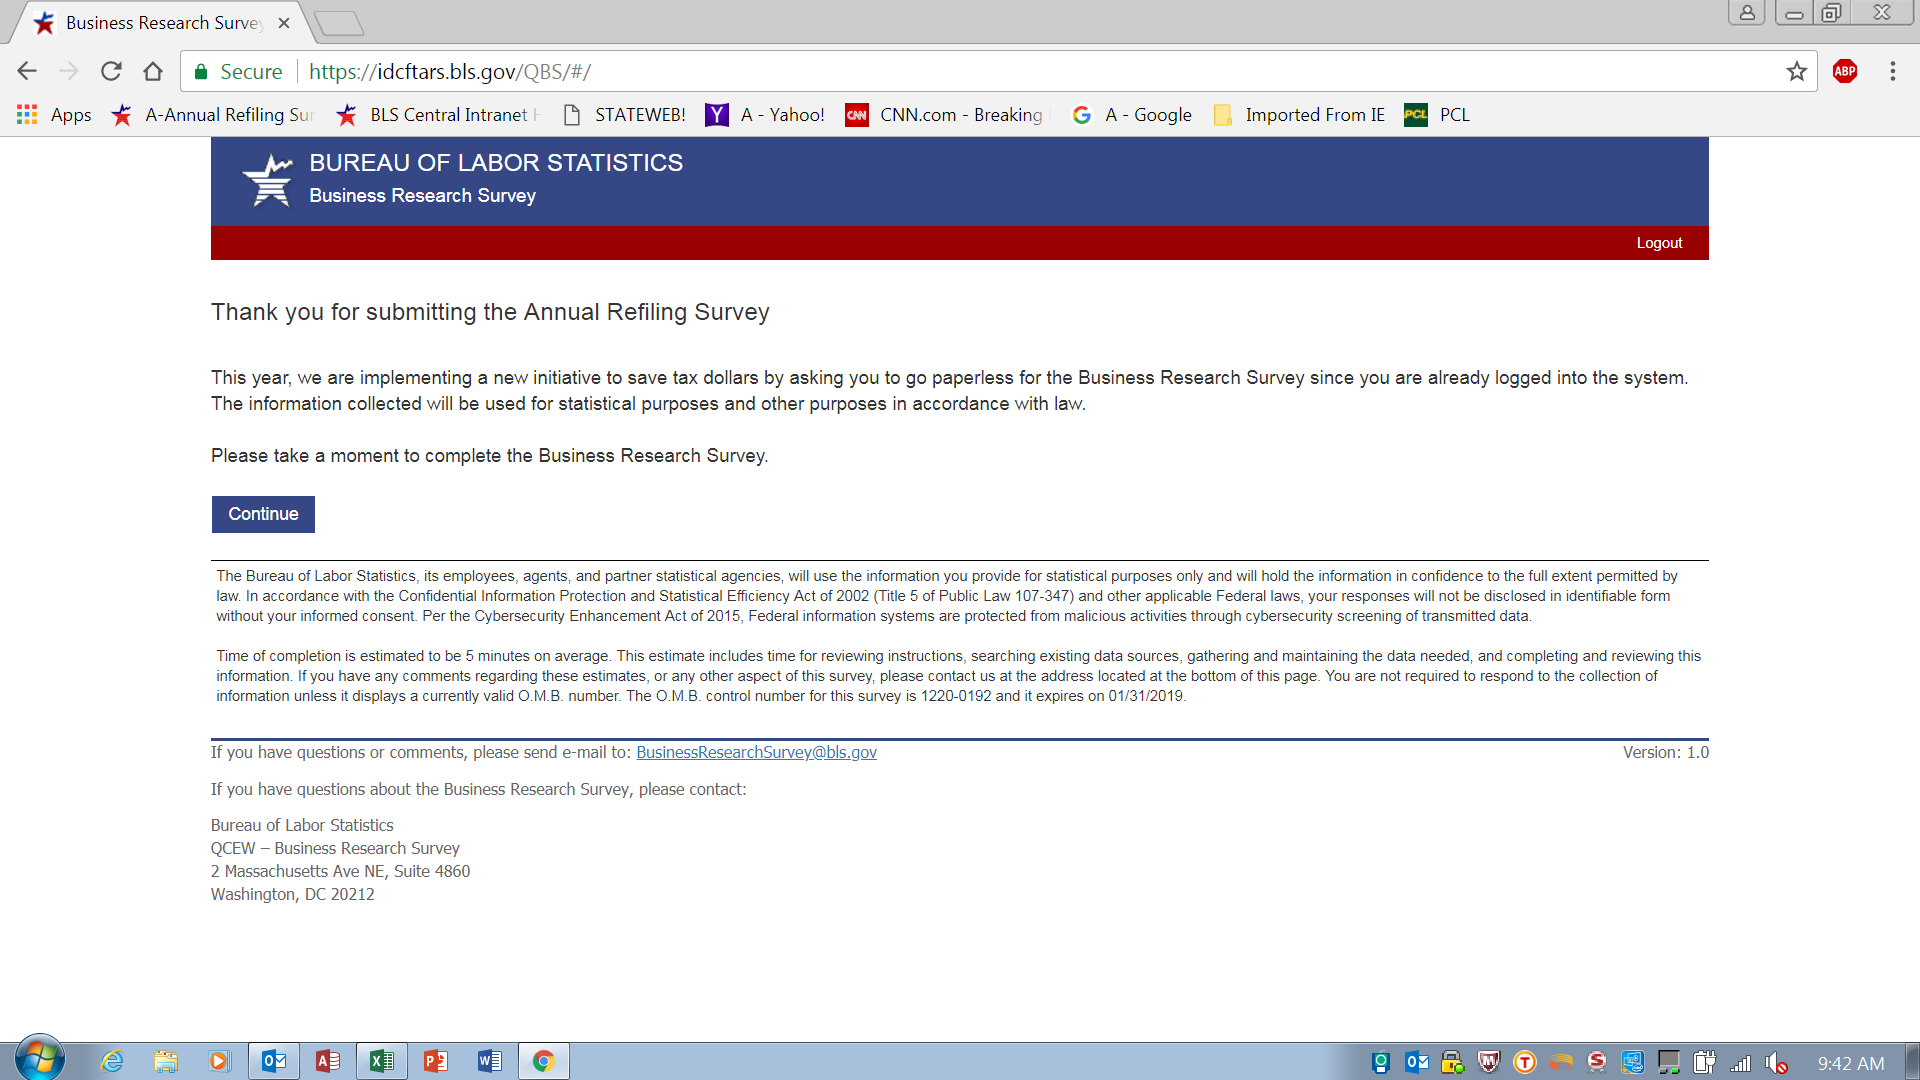 Business Research Surve
Secure https://idcftars.bls.gov/QBS/#/
ABP
Apps A-Annual Refiling Sur BLS Central Intranet H STATEWEB! A - Yahoo! CNN CNN.com - Breaking A - Google Imported From IE PCL PCL
BUREAU OF LABOR STATISTICS
Business Research Survey
Logout
Thank you for submitting the Annual Refiling Survey
This year, we are implementing a new initiative to save tax dollars by asking you to go paperless for the Business Research Survey since you are already logged into the system.
The information collected will be used for statistical purposes and other purposes in accordance with law.
Please take a moment to complete the Business Research Survey.
Continue
The Bureau of Labor Statistics, its employees, agents, and partner statistical agencies, will use the information you provide for statistical purposes only and will hold the information in confidence to the full extent permitted by
law. In accordance with the Confidential Information Protection and Statistical Efficiency Act of 2002 (Title 5 of Public Law 107-347) and other applicable Federal laws, your responses will not be disclosed in identifiable form
without your informed consent. Per the Cybersecurity Enhancement Act of 2015, Federal information systems are protected from malicious activities through cybersecurity screening of transmitted data.
Time of completion is estimated to be 5 minutes on average. This estimate includes time for reviewing instructions, searching existing data sources, gathering and maintaining the data needed, and completing and reviewing this
information. If you have any comments regarding these estimates, or any other aspect of this survey, please contact us at the address located at the bottom of this page. You are not required to respond to the collection of
information unless it displays a currently valid O.M.B. number. The O.M.B. control number for this survey is 1220-0192 and it expires on 01/31/2019.
If you have questions or comments, please send e-mail to: BusinessResearchSurvey@bls.gov Version: 1.0
If you have questions about the Business Research Survey, please contact:
Bureau of Labor Statistics
QCEW – Business Research Survey
2 Massachusetts Ave NE, Suite 4860
Washington, DC 20212
9:42 AM